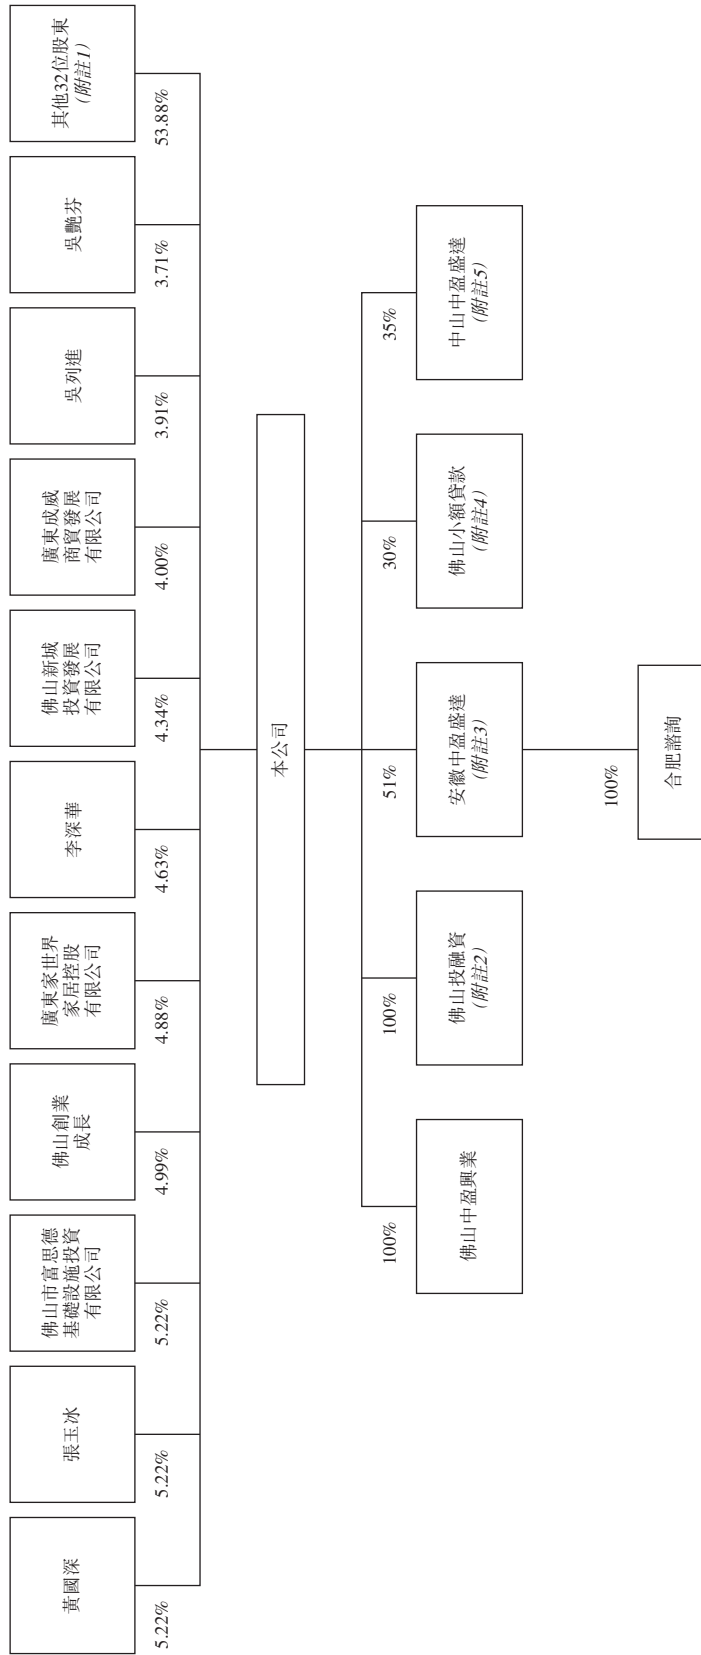 黃國深
5.22%
張玉冰
5.22%
佛山市富思德
基礎設施投資
有限公司
5.22%
佛山創業
成長
4.99%
廣東家世界
家居控股
有限公司
4.88%
李深華
4.63%
佛山新城
投資發展
有限公司
4.34%
廣東成威
商貿發展
有限公司
4.00%
吳列進
3.91%
吳艷芬
3.71%
其他32位股東
(附註1)
53.88%
本公司
100%
佛山中盈興業
100%
佛山投融資
(附註2)
51%
安徽中盈盛達
(附註3)
30%
佛山小額貸款
(附註4)
35%
中山中盈盛達
(附註5)
100%
合肥諮詢